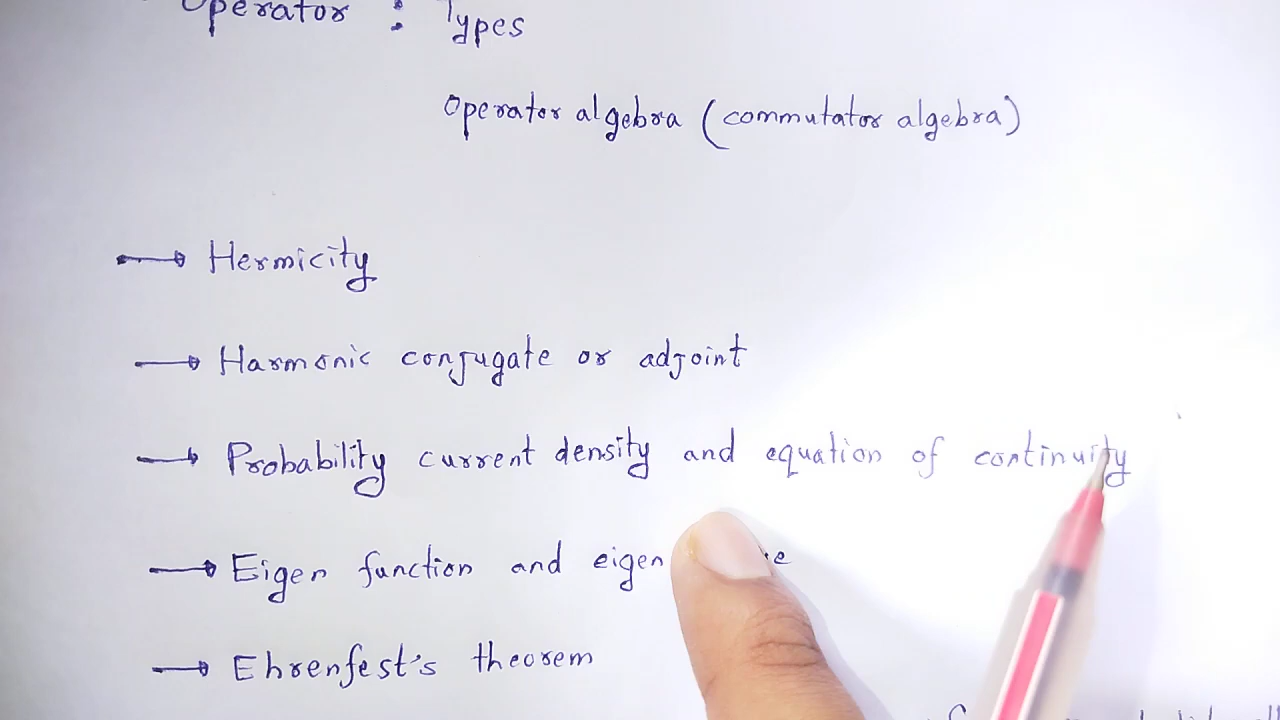 Operator : Types
Operator algebra (commutator algebra)
→ Hermicity
→ Harmonic conjugate or adjoint
→ Probability current density and equation of continuity
→ Eigen function and eigen
→ Ehrenfest's theorem